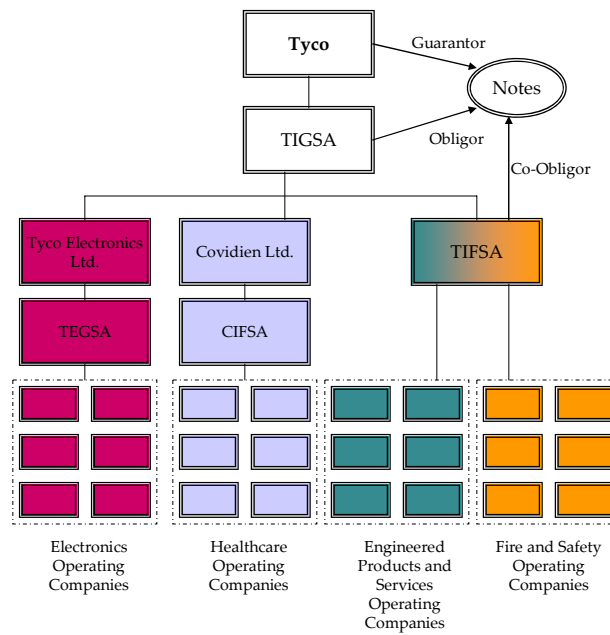 Tyco
Guarantor
Notes
TIGSA
Obligor
Co-Obligor
Tyco Electronics
Ltd.
Covidien Ltd.
TIFSA
TEGSA
CIFSA
Electronics
Operating
Companies
Healthcare
Operating
Companies
Engineered
Products and
Services
Operating
Companies
Fire and Safety
Operating
Companies